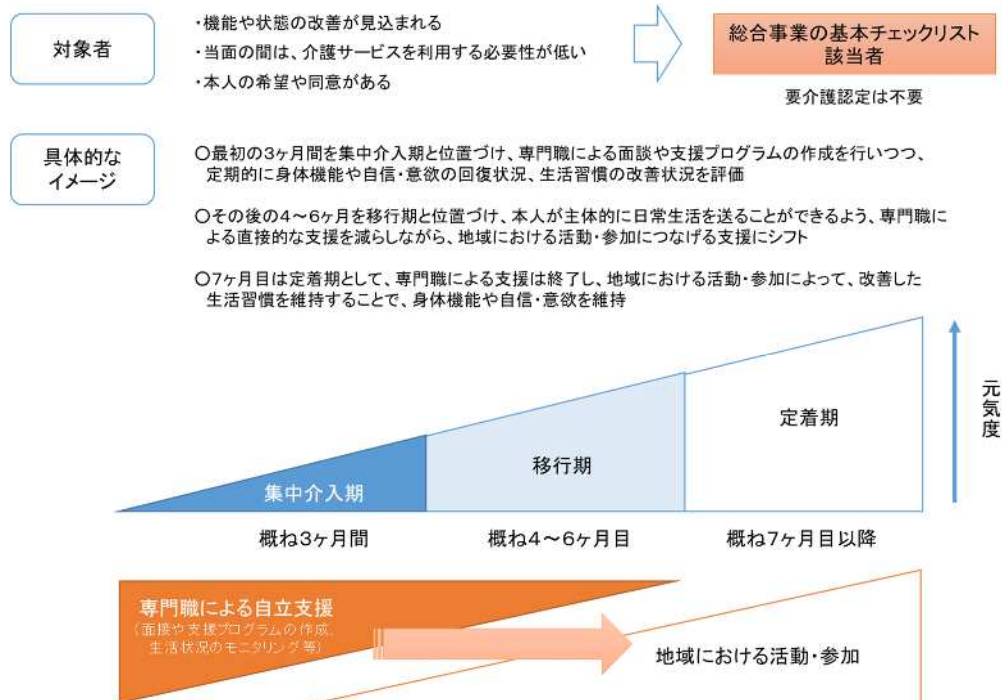 対象者
・機能や状態の改善が見込まれる
・当面の間は、介護サービスを利用する必要性が低い
・本人の希望や同意がある
総合事業の基本チェックリスト
該当者
要介護認定は不要
具体的な
イメージ
〇最初の3ヶ月間を集中介入期と位置づけ、専門職による面談や支援プログラムの作成を行いつつ、
定期的に身体機能や自信・意欲の回復状況、生活習慣の改善状況を評価
〇その後の4～6ヶ月を移行期と位置づけ、本人が主体的に日常生活を送ることができるよう、専門職に
よる直接的な支援を減らしながら、地域における活動・参加につなげる支援にシフト
〇7ヶ月目は定着期として、専門職による支援は終了し、地域における活動・参加によって、改善した
生活習慣を維持することで、身体機能や自信・意欲を維持
集中介入期
移行期
定着期
元気度
概ね3ヶ月間
概ね4～6ヶ月目
概ね7ヶ月目以降
専門職による自立支援
(面接や支援プログラムの作成、
生活状況のモニタリング等)
地域における活動・参加